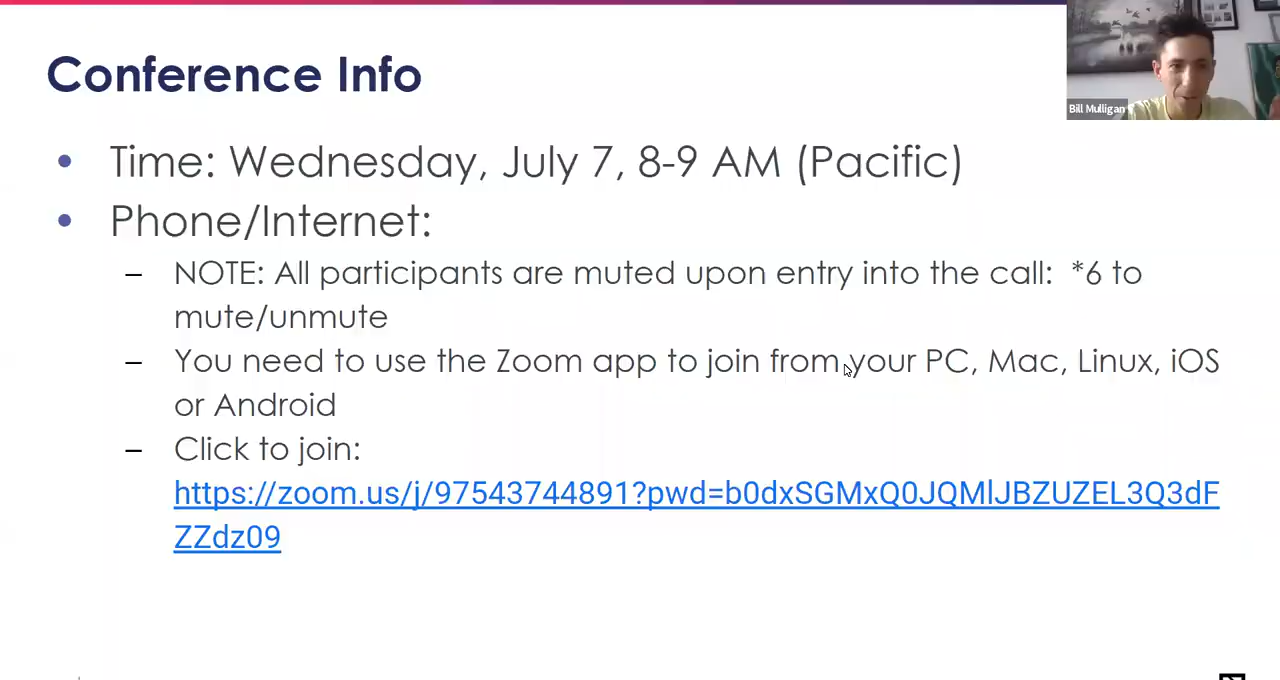 Conference Info
Bill Mulligan
• Time: Wednesday, July 7, 8-9 AM (Pacific)
• Phone/Internet:
– NOTE: All participants are muted upon entry into the call: *6 to
mute/unmute
– You need to use the Zoom app to join from your PC, Mac, Linux, iOS
or Android
– Click to join:
https://zoom.us/j/97543744891?pwd=b0dxSGMxQ0JQMlJBZUZEL3Q3dF
ZZdz09